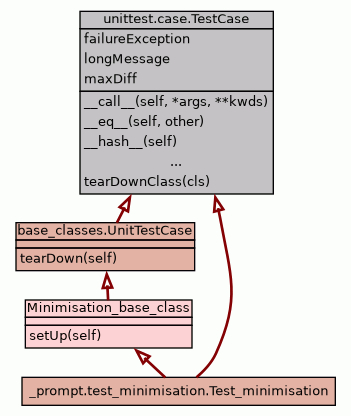 unittest.case.TestCase
failureException
longMessage
maxDiff
__call__(self, *args, **kwds)
__eq__(self, other)
__hash__(self)
...
tearDownClass(cls)
base_classes.UnitTestCase
tearDown(self)
Minimisation_base_class
setUp(self)
_prompt.test_minimisation.Test_minimisation